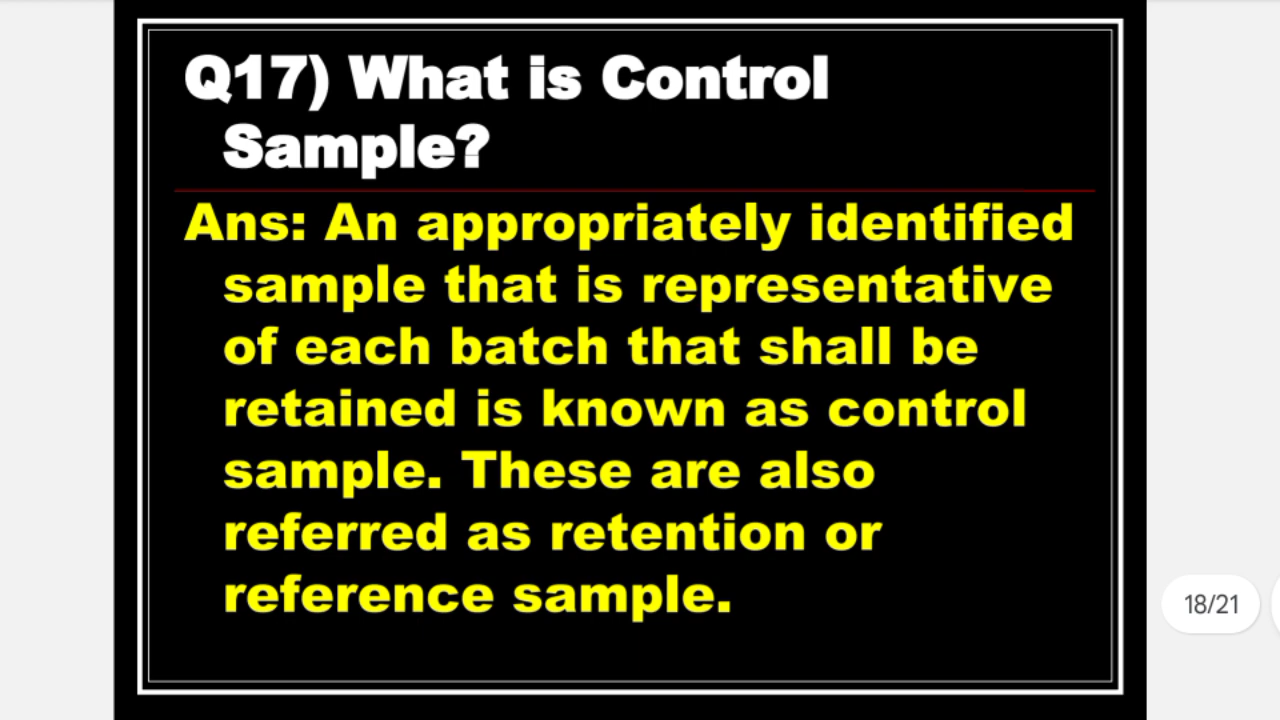 Q17) What is Control
Sample?
Ans: An appropriately identified
sample that is representative
of each batch that shall be
retained is known as control
sample. These are also
referred as retention or
reference sample.
18/21